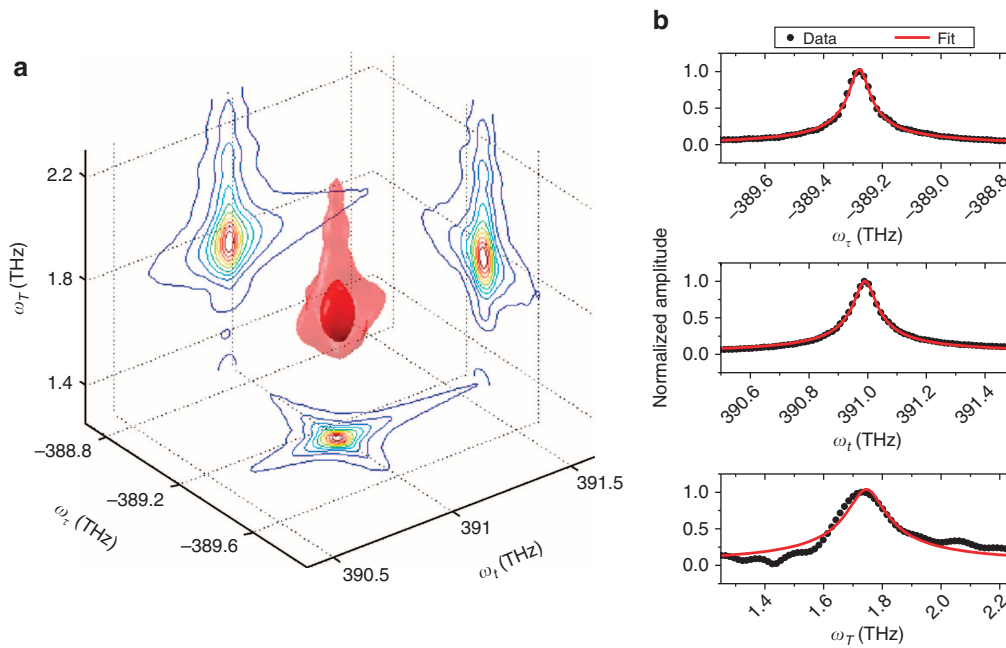 a
2.2
1.8
1.4
ω_T (THz)
−388.8
−389.2
−389.6
ω_τ (THz)
390.5
391
391.5
ω_t (THz)
b
Data Fit
Normalized amplitude
1.0
0.5
0.0
−389.6 −389.4 −389.2 −389.0 −388.8
ω_τ (THz)
1.0
0.5
0.0
390.6 390.8 391.0 391.2 391.4
ω_t (THz)
1.0
0.5
0.0
1.4 1.6 1.8 2.0 2.2
ω_T (THz)